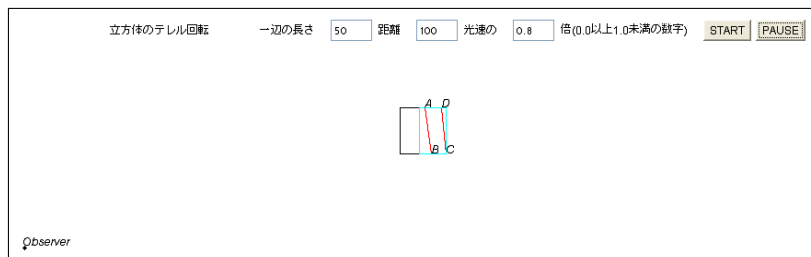 立方体のテレル回転 一辺の長さ 50 距離 100 光速の 0.8 倍(0.0以上1.0未満の数字) START PAUSE
A D
B C
Observer